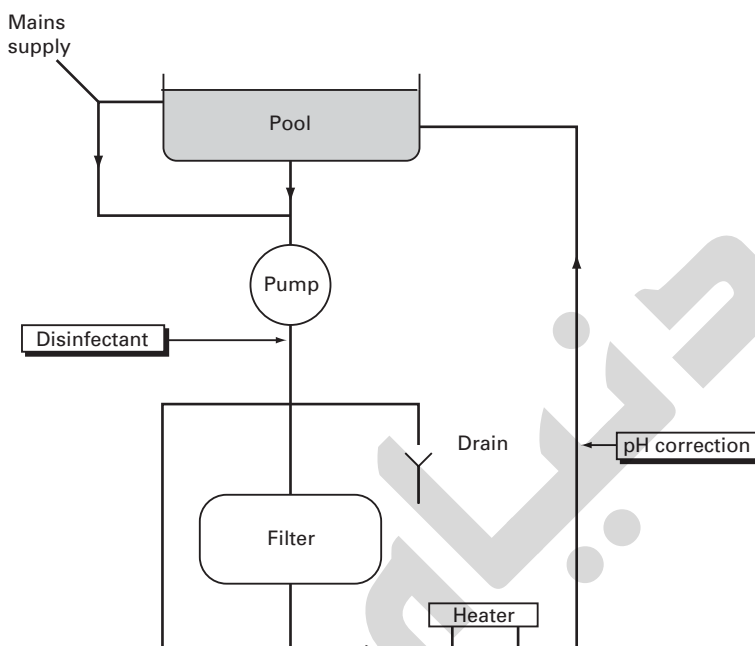 Mains
supply
Pool
Pump
Disinfectant
Drain
pH correction
Filter
Heater